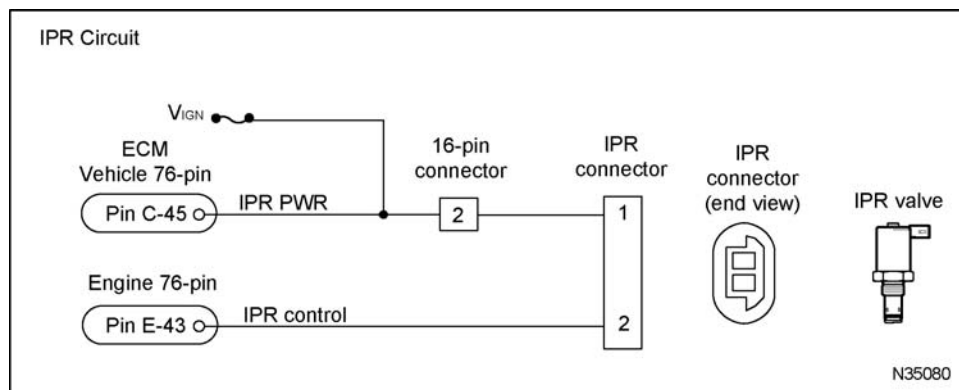 IPR Circuit
VIGN
ECM
Vehicle 76-pin
Pin C-45
IPR PWR
16-pin
connector
2
IPR
connector
1
2
IPR
connector
(end view)
IPR valve
Engine 76-pin
Pin E-43
IPR control
N35080